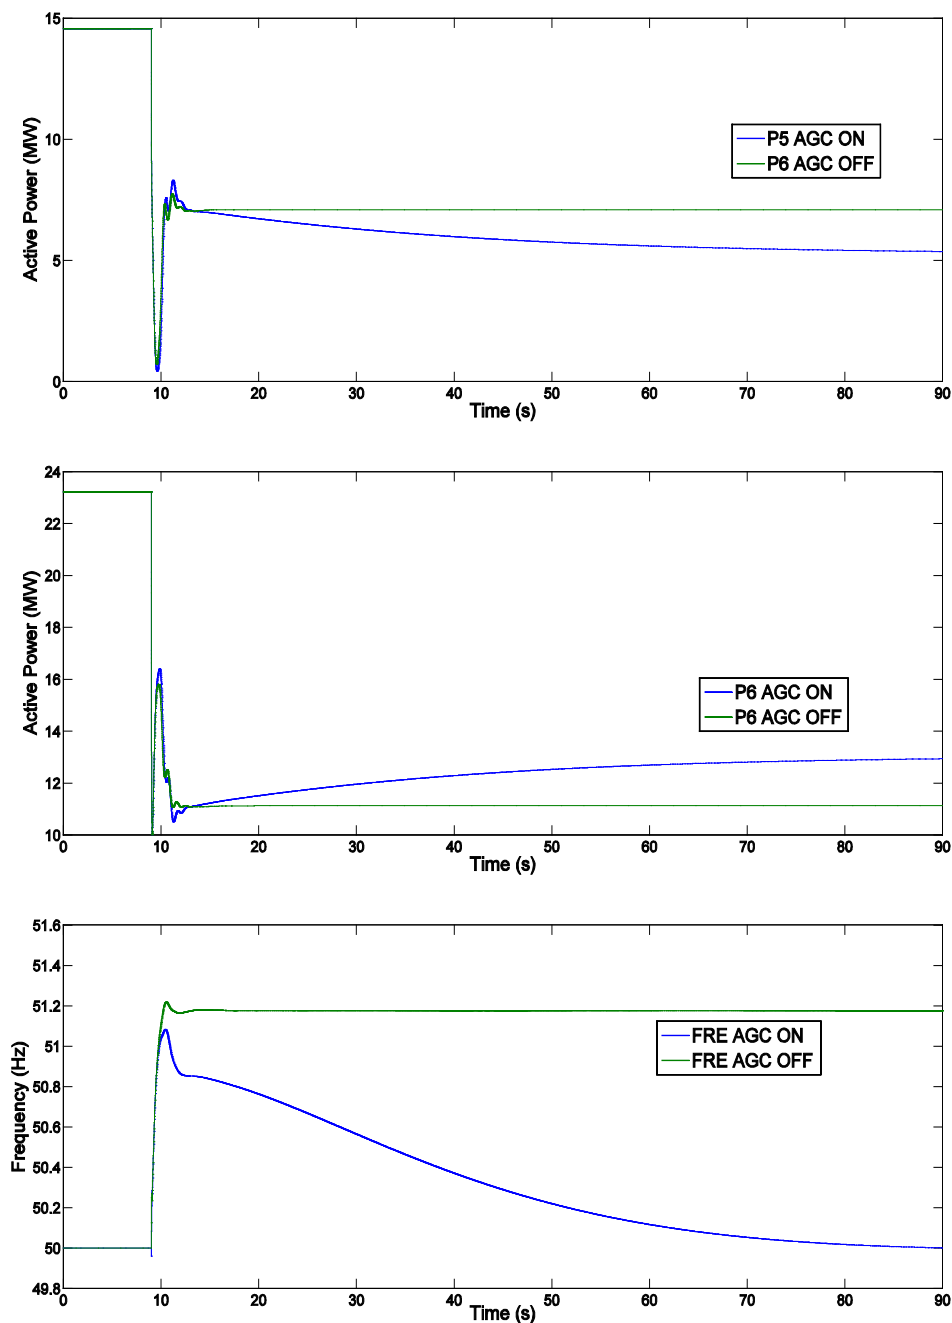 15
10
5
0
Active Power (MW)
P5 AGC ON
P6 AGC OFF
0 10 20 30 40 50 60 70 80 90
Time (s)
24
22
20
18
16
14
12
10
Active Power (MW)
P6 AGC ON
P6 AGC OFF
0 10 20 30 40 50 60 70 80 90
Time (s)
51.6
51.4
51.2
51
50.8
50.6
50.4
50.2
50
49.8
Frequency (Hz)
FRE AGC ON
FRE AGC OFF
0 10 20 30 40 50 60 70 80 90
Time (s)